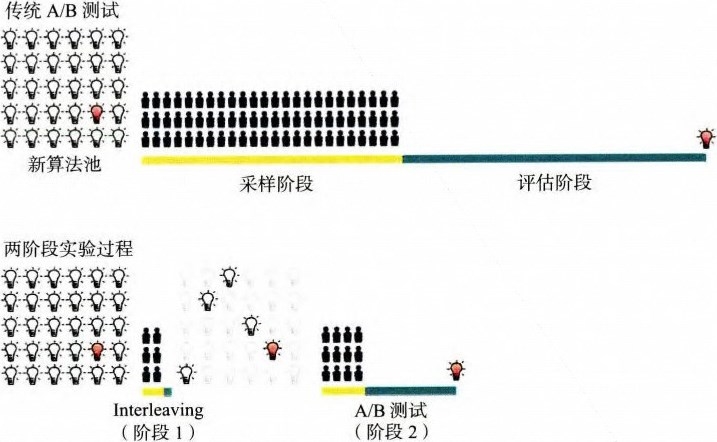 传统 A/B 测试
新算法池
采样阶段
评估阶段
两阶段实验过程
Interleaving
（阶段 1）
A/B 测试
（阶段 2）